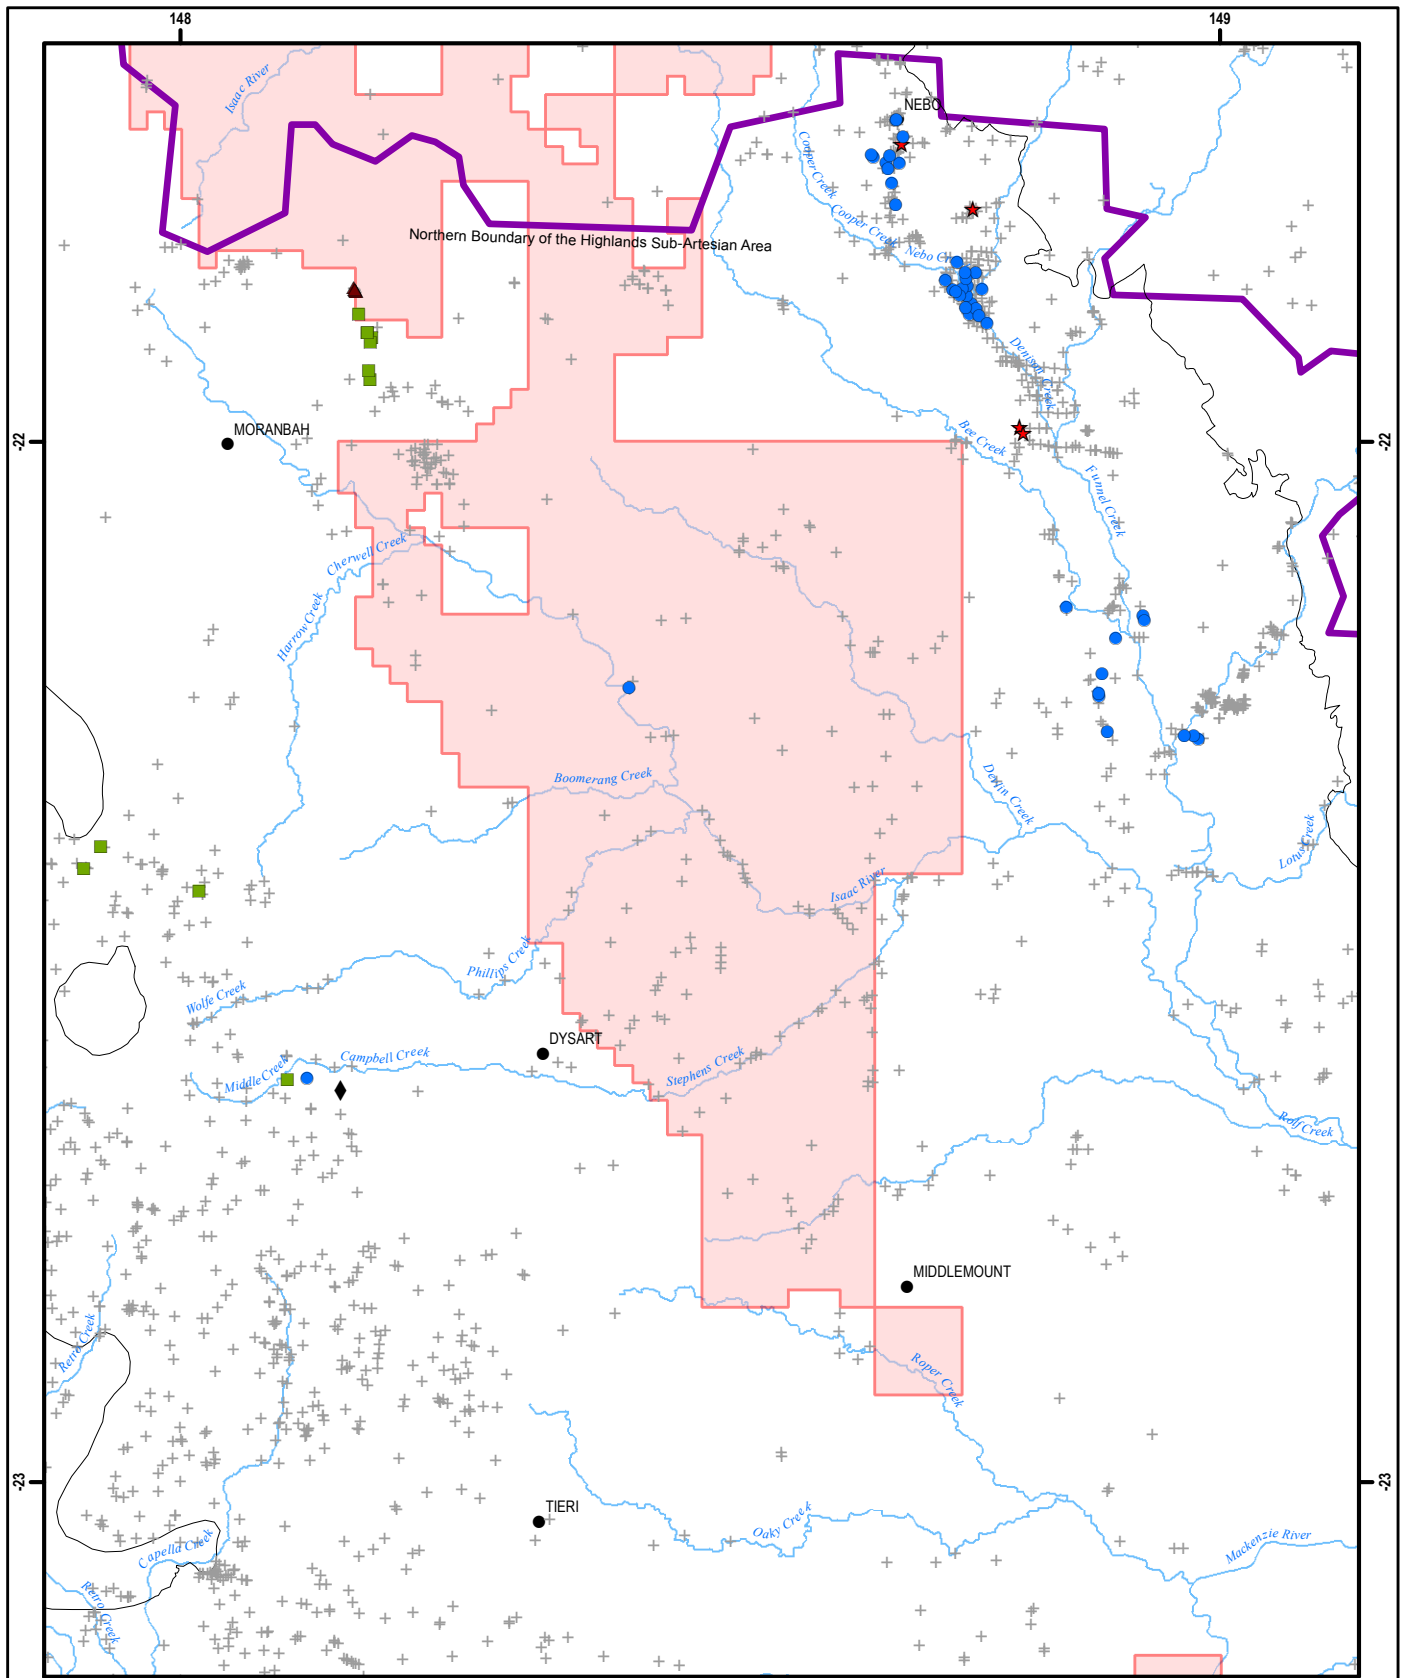 148
149
Isaac River
NEBO
Cooper Creek
Cooper Creek
Northern Boundary of the Highlands Sub-Artesian Area
Denison Creek
-22
-22
MORANBAH
Bee Creek
Funnel Creek
Cherwell Creek
Harrow Creek
Boomerang Creek
Devlin Creek
Lotus Creek
Isaac River
Phillips Creek
Wolfe Creek
DYSART
Middle Creek
Campbell Creek
Stephens Creek
Rolf Creek
MIDDLEMOUNT
Retro Creek
Roper Creek
-23
-23
TIERI
Capella Creek
Oaky Creek
Mackenzie River
Retro Creek